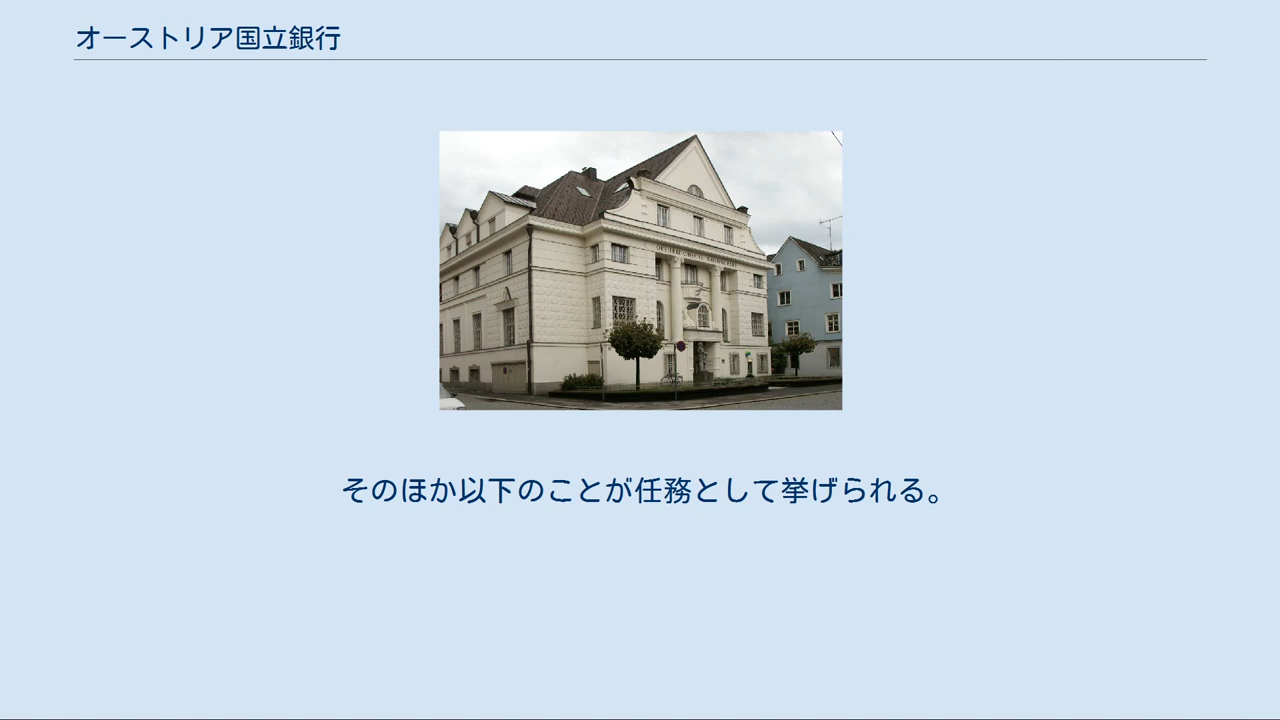 オーストリア国立銀行
そのほか以下のことが任務として挙げられる。